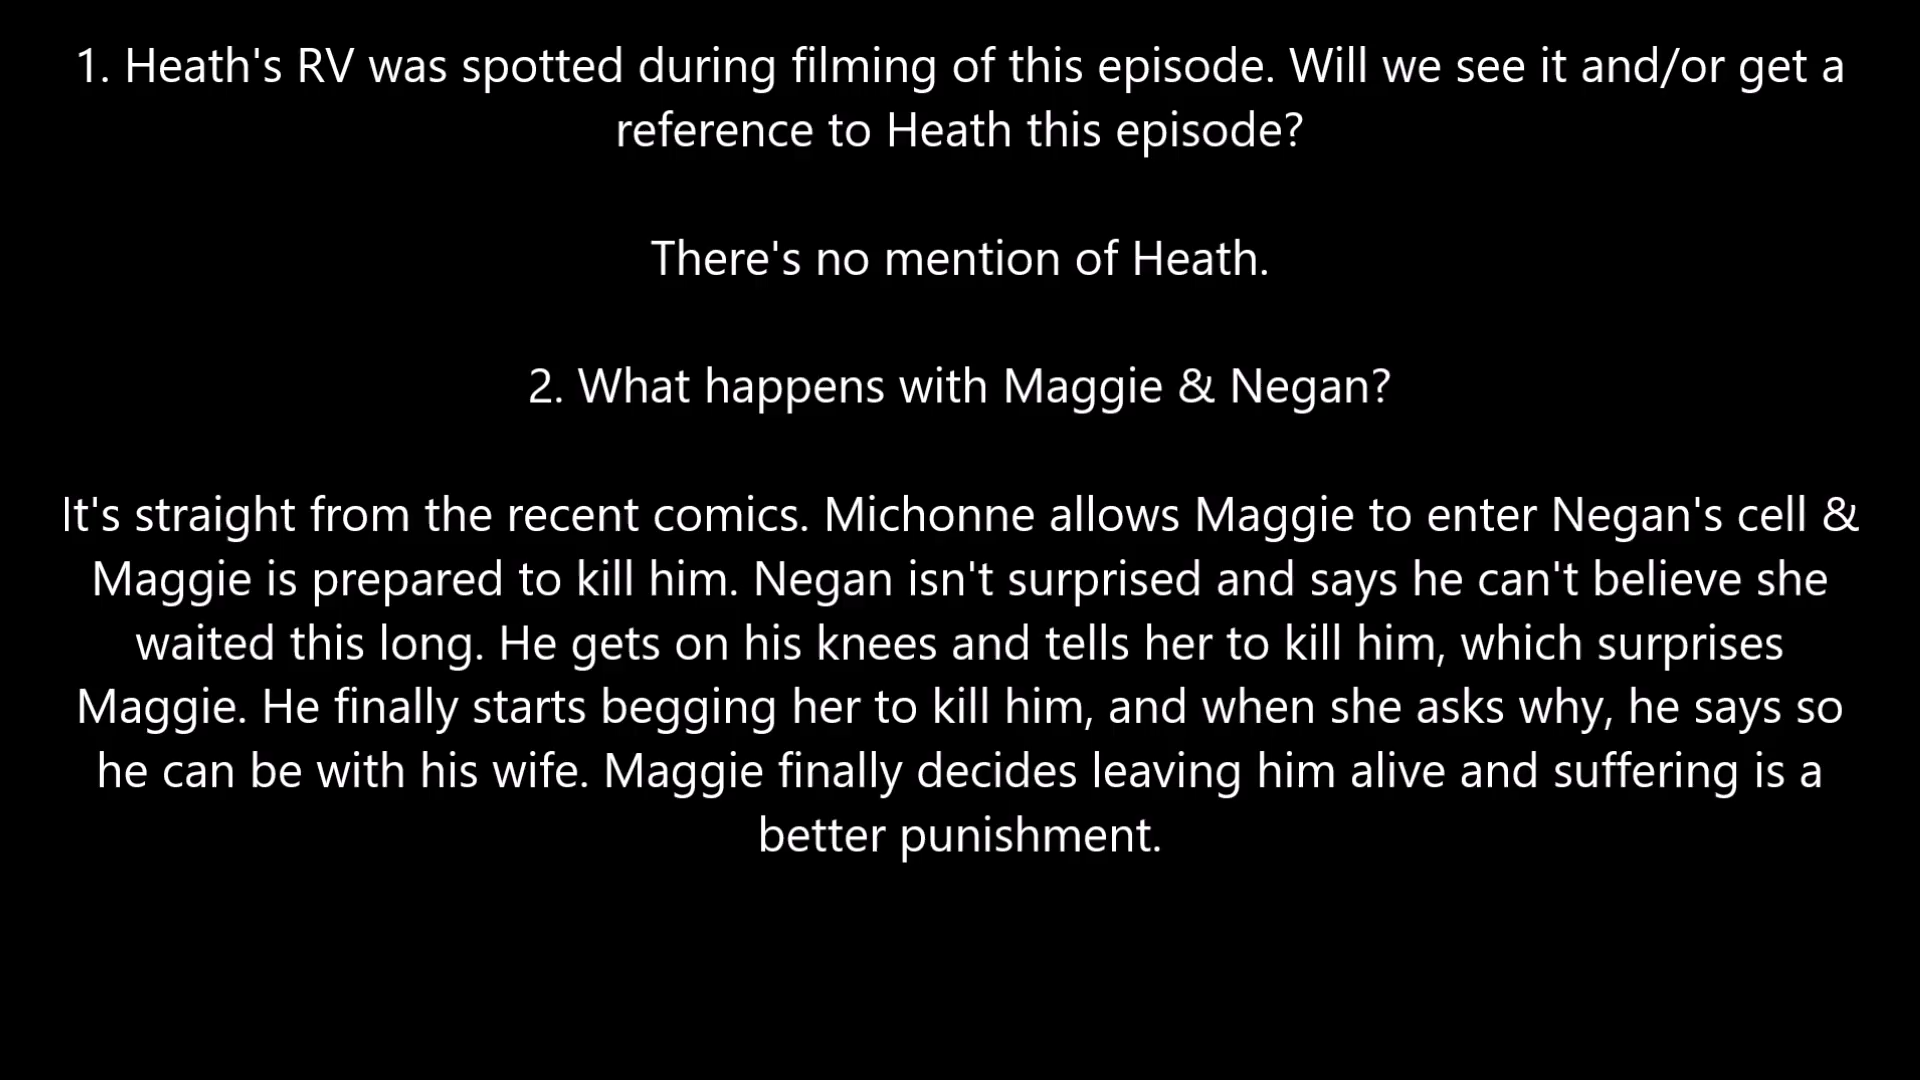 1. Heath's RV was spotted during filming of this episode. Will we see it and/or get a
reference to Heath this episode?
There's no mention of Heath.
2. What happens with Maggie & Negan?
It's straight from the recent comics. Michonne allows Maggie to enter Negan's cell &
Maggie is prepared to kill him. Negan isn't surprised and says he can't believe she
waited this long. He gets on his knees and tells her to kill him, which surprises
Maggie. He finally starts begging her to kill him, and when she asks why, he says so
he can be with his wife. Maggie finally decides leaving him alive and suffering is a
better punishment.